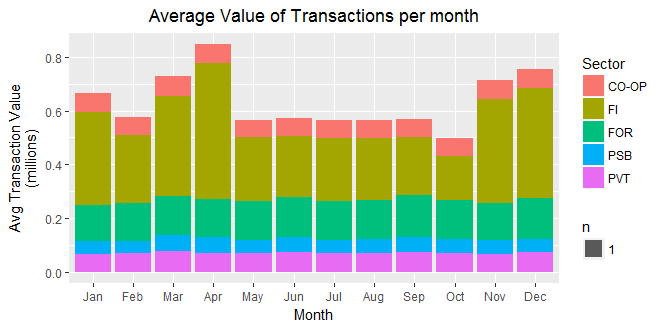 Average Value of Transactions per month
Avg Transaction Value
(millions)
0.8
0.6
0.4
0.2
0.0
Jan Feb Mar Apr May Jun Jul Aug Sep Oct Nov Dec
Month
Sector
CO-OP
FI
FOR
PSB
PVT
n
1